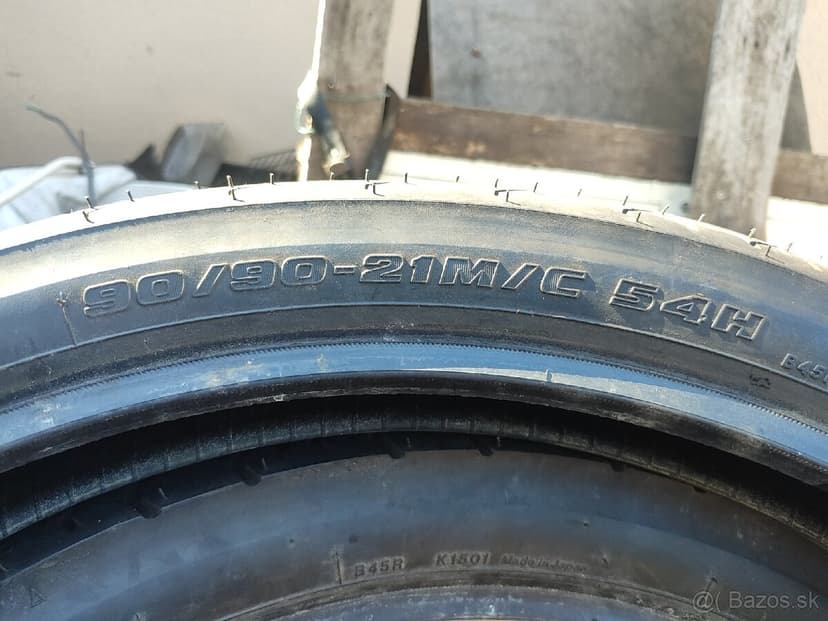 90/90-21M/C 54H
B45R K1501 Made in Japan
@ Bazos.sk